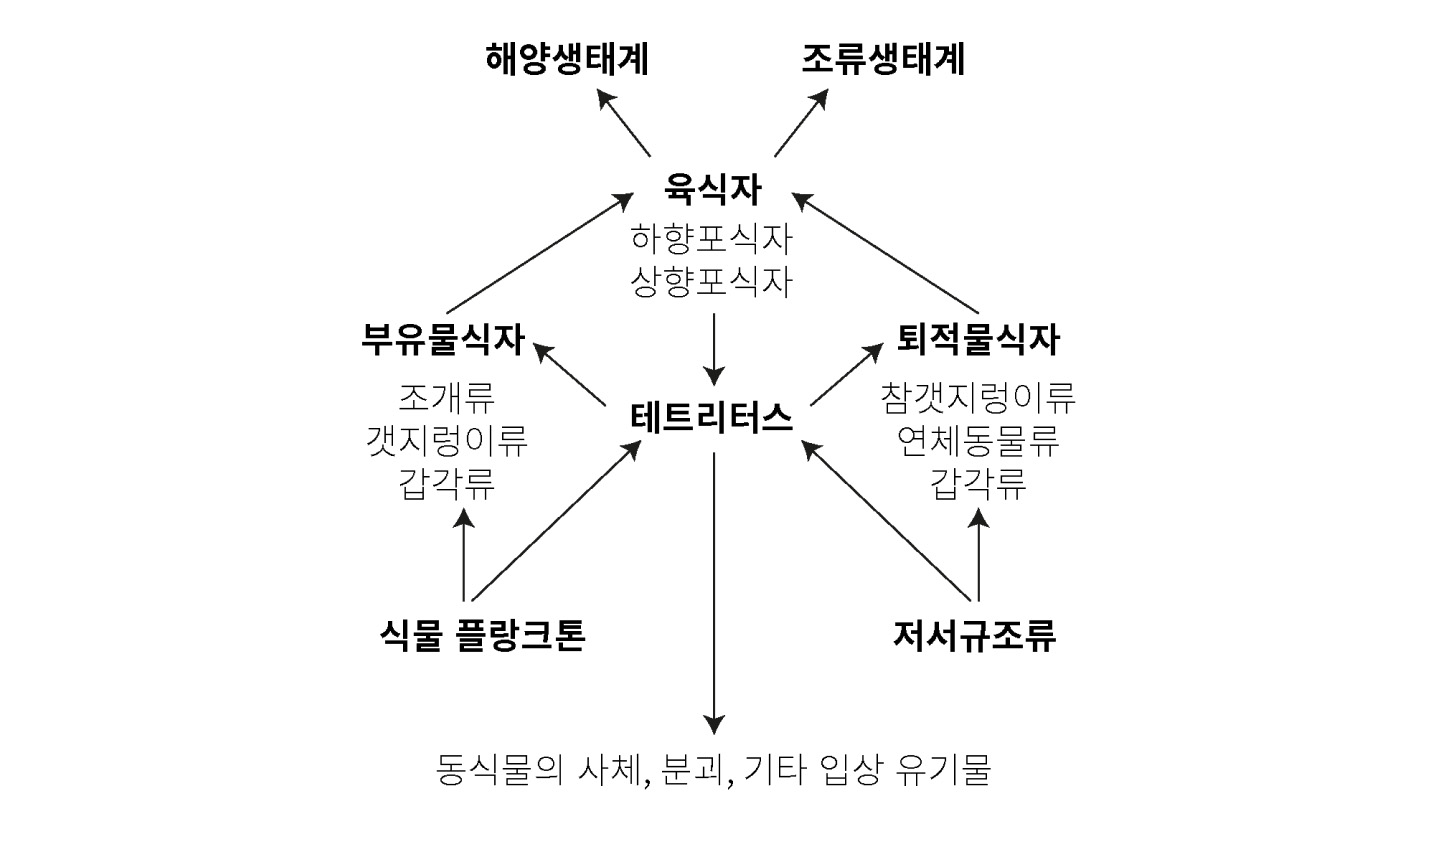 해양생태계
조류생태계
육식자
하향포식자
상향포식자
부유물식자
퇴적물식자
조개류
갯지렁이류
갑각류
테트리터스
참갯지렁이류
연체동물류
갑각류
식물 플랑크톤
저서규조류
동식물의 사체, 분괴, 기타 입상 유기물